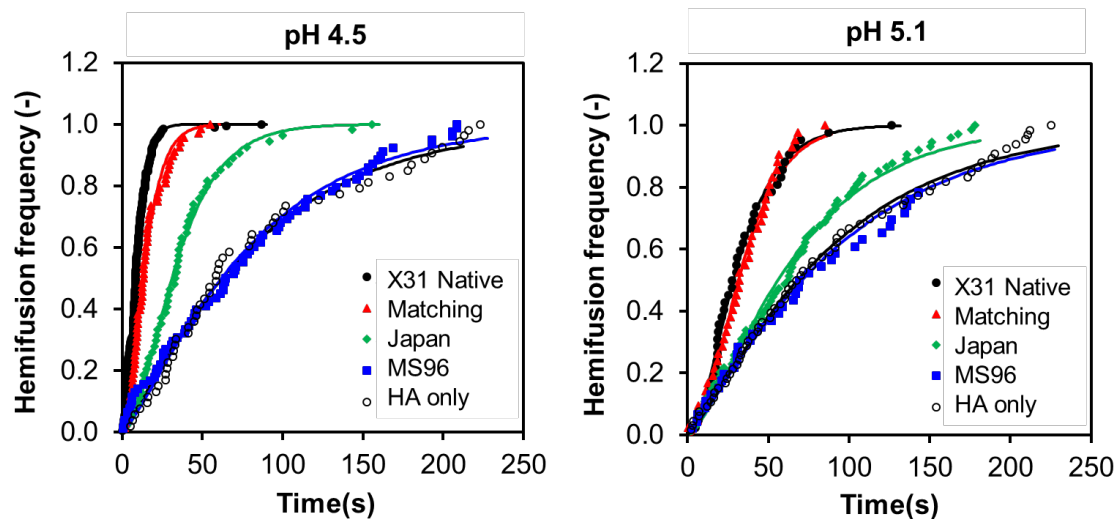 pH 4.5
Hemifusion frequency (-)
1.2
1.0
0.8
0.6
0.4
0.2
0.0
X31 Native
Matching
Japan
MS96
HA only
0 50 100 150 200 250
Time(s)
pH 5.1
Hemifusion frequency (-)
1.2
1.0
0.8
0.6
0.4
0.2
0.0
X31 Native
Matching
Japan
MS96
HA only
0 50 100 150 200 250
Time(s)